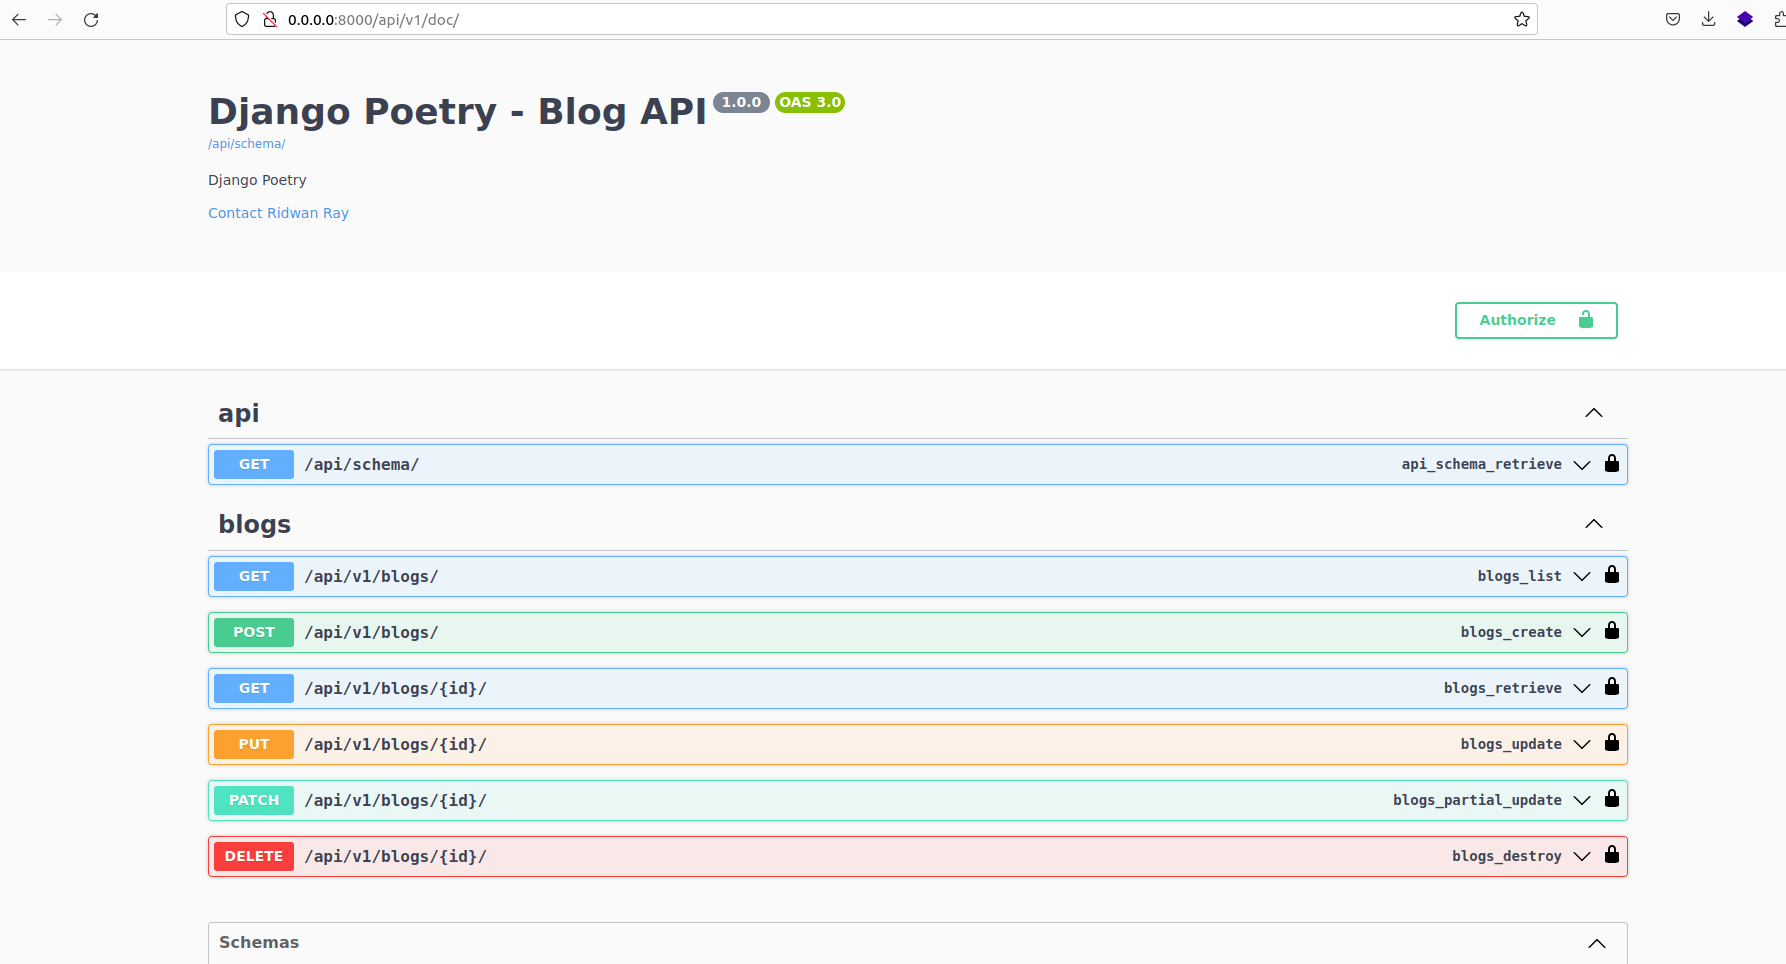 0.0.0.0:8000/api/v1/doc/
Django Poetry - Blog API 1.0.0 OAS 3.0
/api/schema/
Django Poetry
Contact Ridwan Ray
Authorize
api
GET /api/schema/ api_schema_retrieve
blogs
GET /api/v1/blogs/ blogs_list
POST /api/v1/blogs/ blogs_create
GET /api/v1/blogs/{id}/ blogs_retrieve
PUT /api/v1/blogs/{id}/ blogs_update
PATCH /api/v1/blogs/{id}/ blogs_partial_update
DELETE /api/v1/blogs/{id}/ blogs_destroy
Schemas